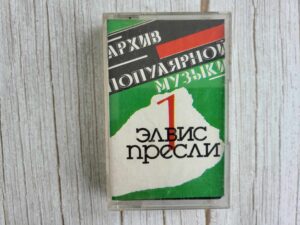 АРХИВ
ПОПУЛЯРНОЙ
МУЗЫКИ
1
ЭЛВИС
ПРЕСЛИ